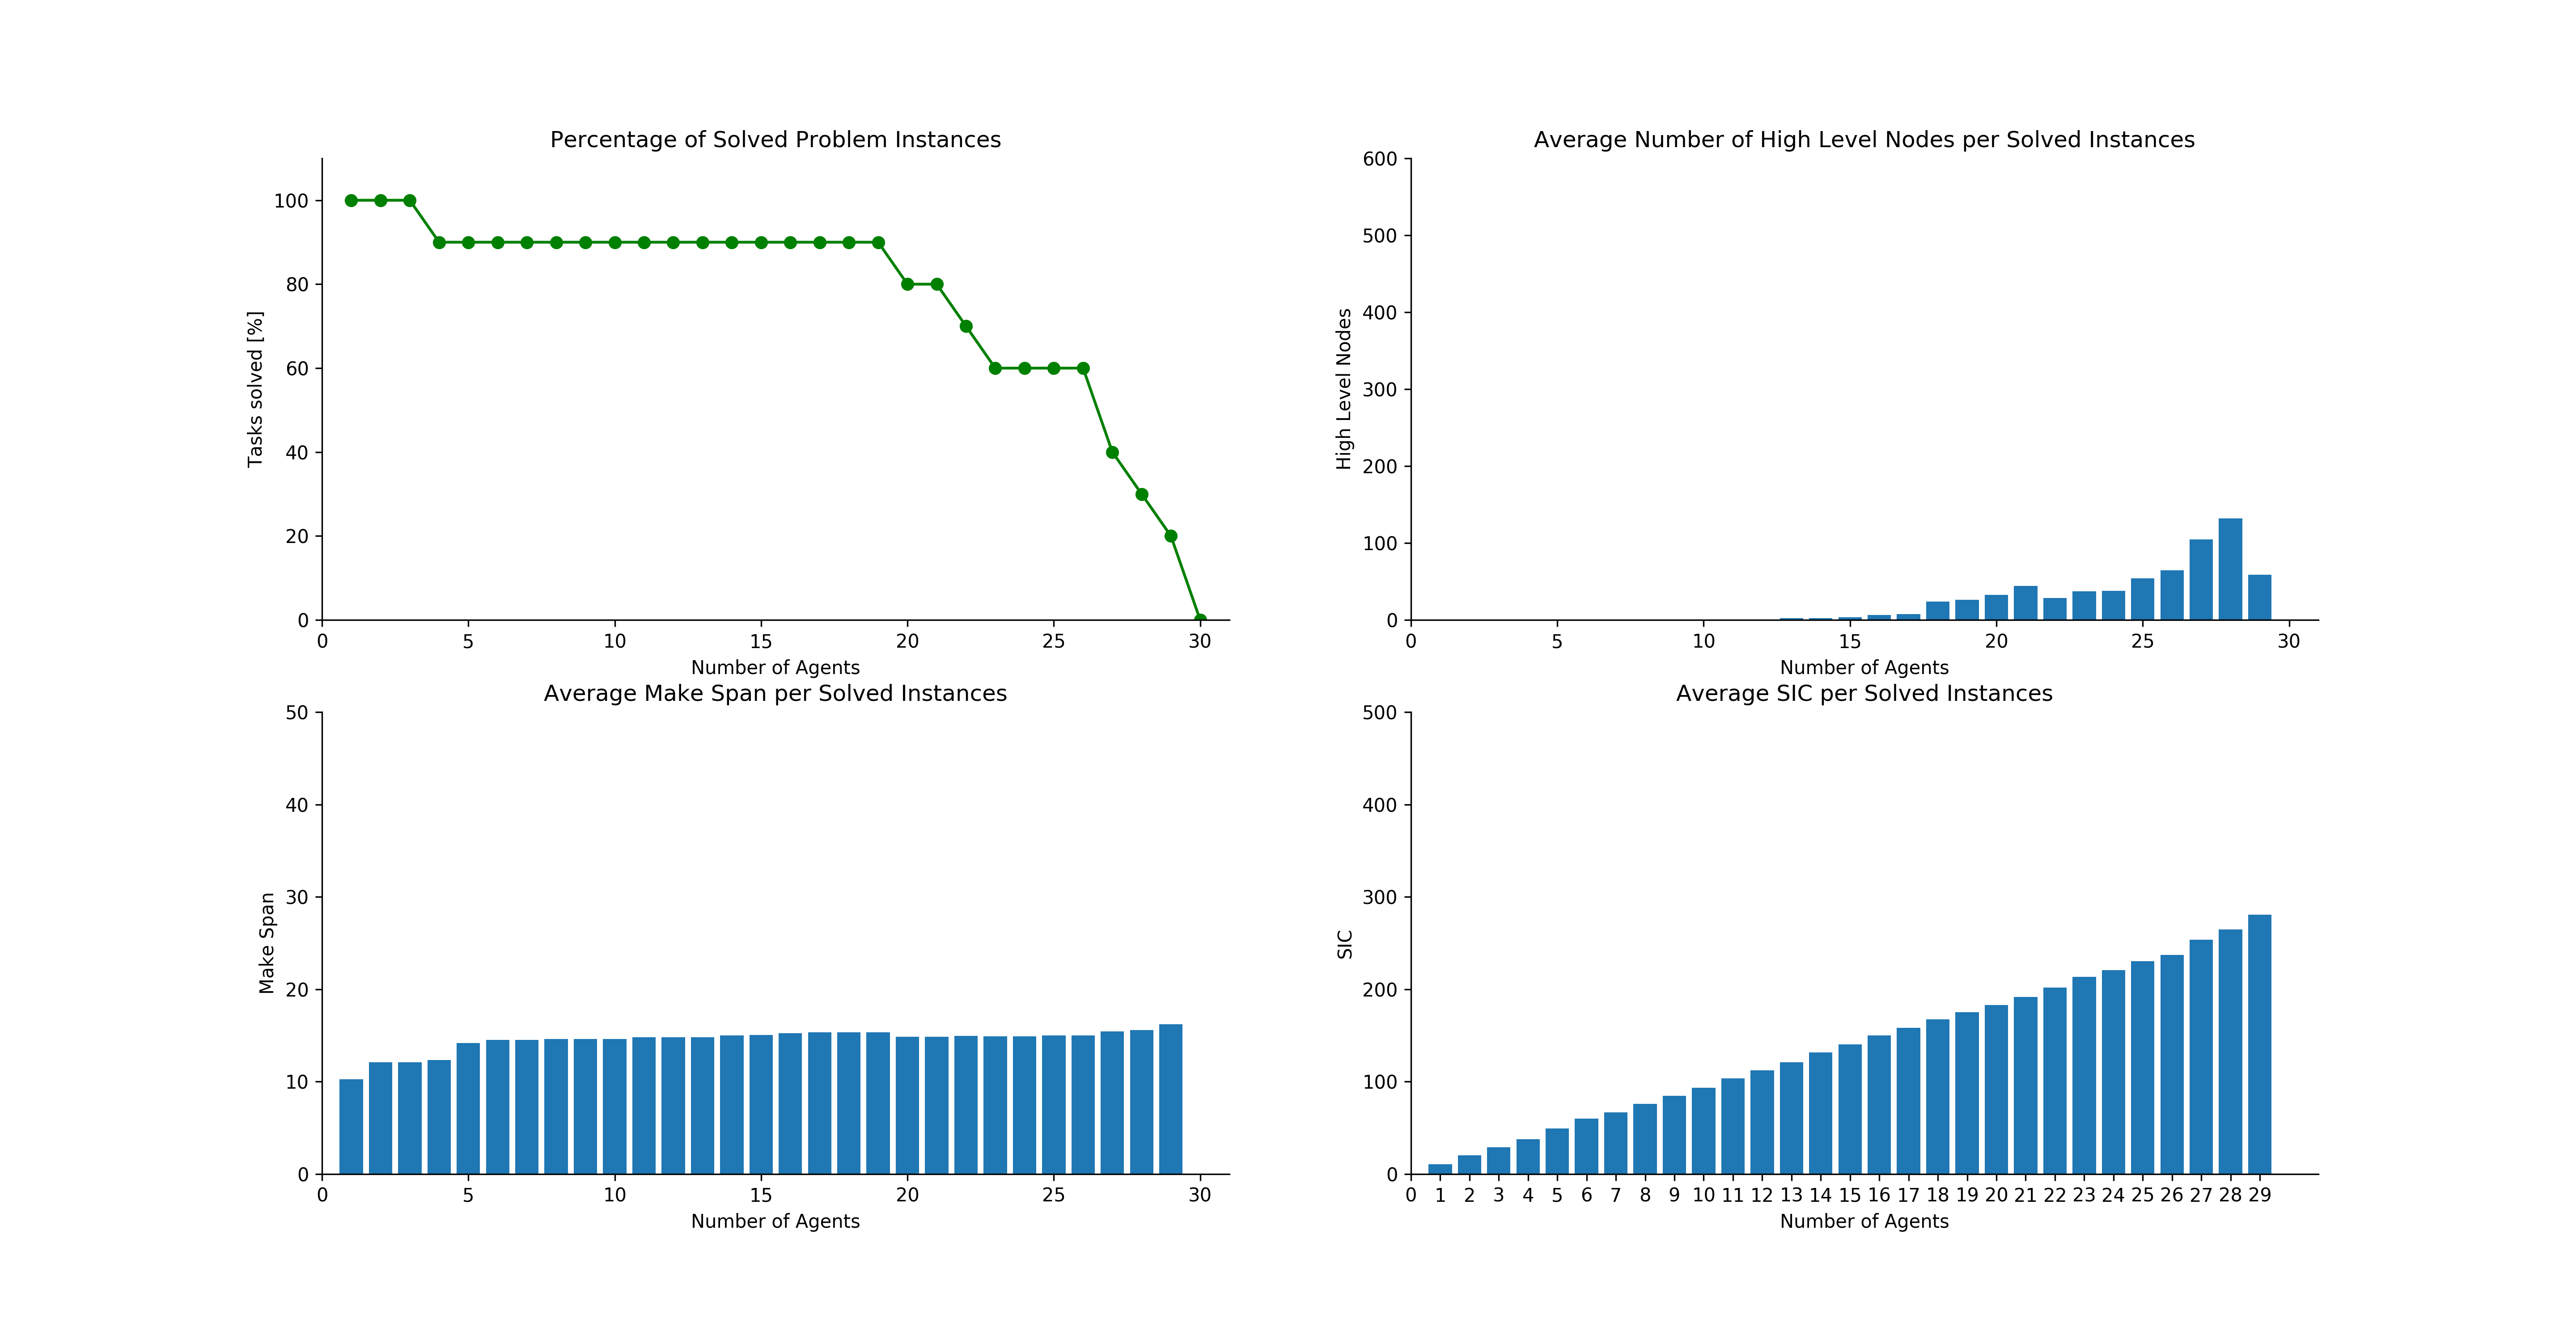 Percentage of Solved Problem Instances
100
80
60
40
20
0
Tasks solved [%]
0 5 10 15 20 25 30
Number of Agents
Average Number of High Level Nodes per Solved Instances
600
500
400
300
200
100
0
High Level Nodes
0 5 10 15 20 25 30
Number of Agents
Average Make Span per Solved Instances
50
40
30
20
10
0
Make Span
0 5 10 15 20 25 30
Number of Agents
Average SIC per Solved Instances
500
400
300
200
100
0
SIC
0 1 2 3 4 5 6 7 8 9 10 11 12 13 14 15 16 17 18 19 20 21 22 23 24 25 26 27 28 29
Number of Agents